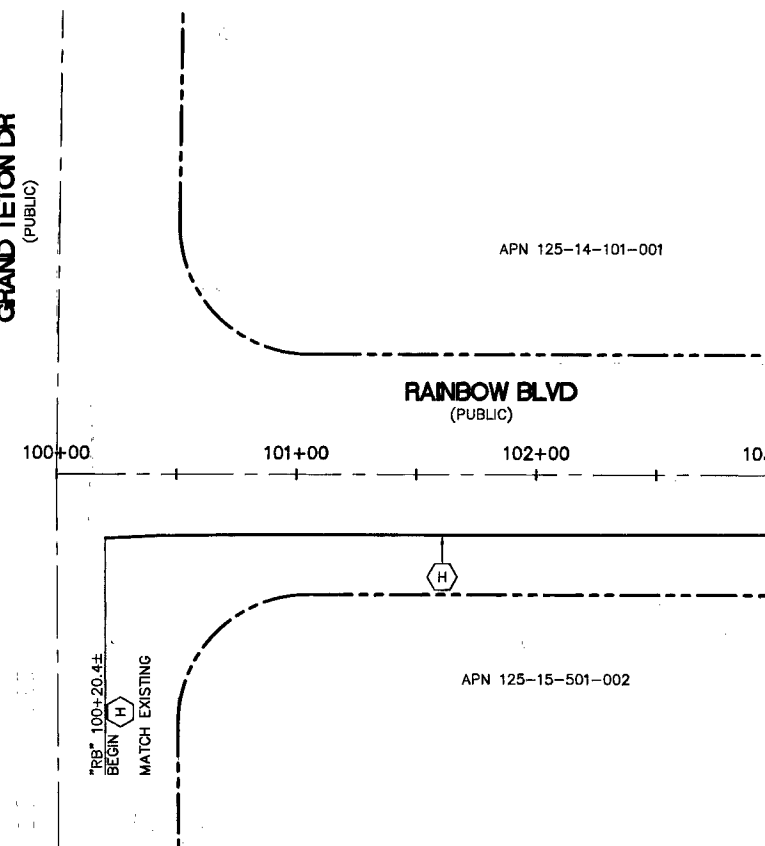 GRAND TETON DR
(PUBLIC)
APN 125-14-101-001
RAINBOW BLVD
(PUBLIC)
100+00
101+00
102+00
H
APN 125-15-501-002
"RB" 100+20.4±
BEGIN H
MATCH EXISTING